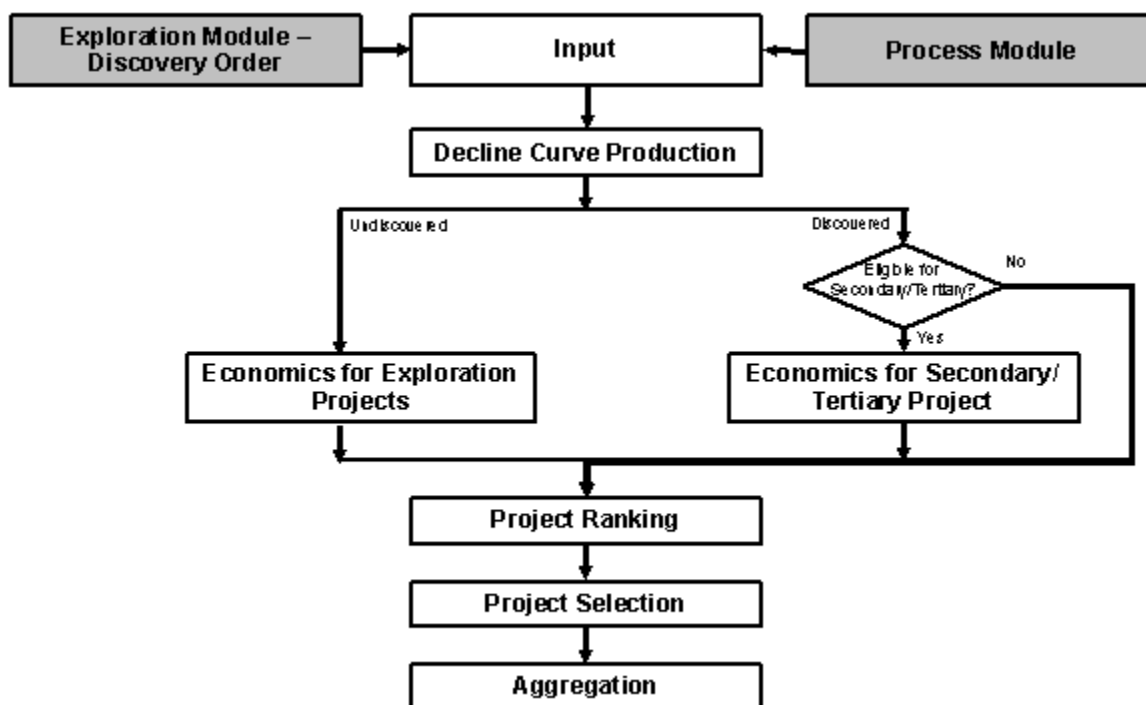 Exploration Module –
Discovery Order
Input
Process Module
Decline Curve Production
Undiscovered
Discovered
Eligible for
Secondary/Tertiary?
No
Yes
Economics for Exploration
Projects
Economics for Secondary/
Tertiary Project
Project Ranking
Project Selection
Aggregation